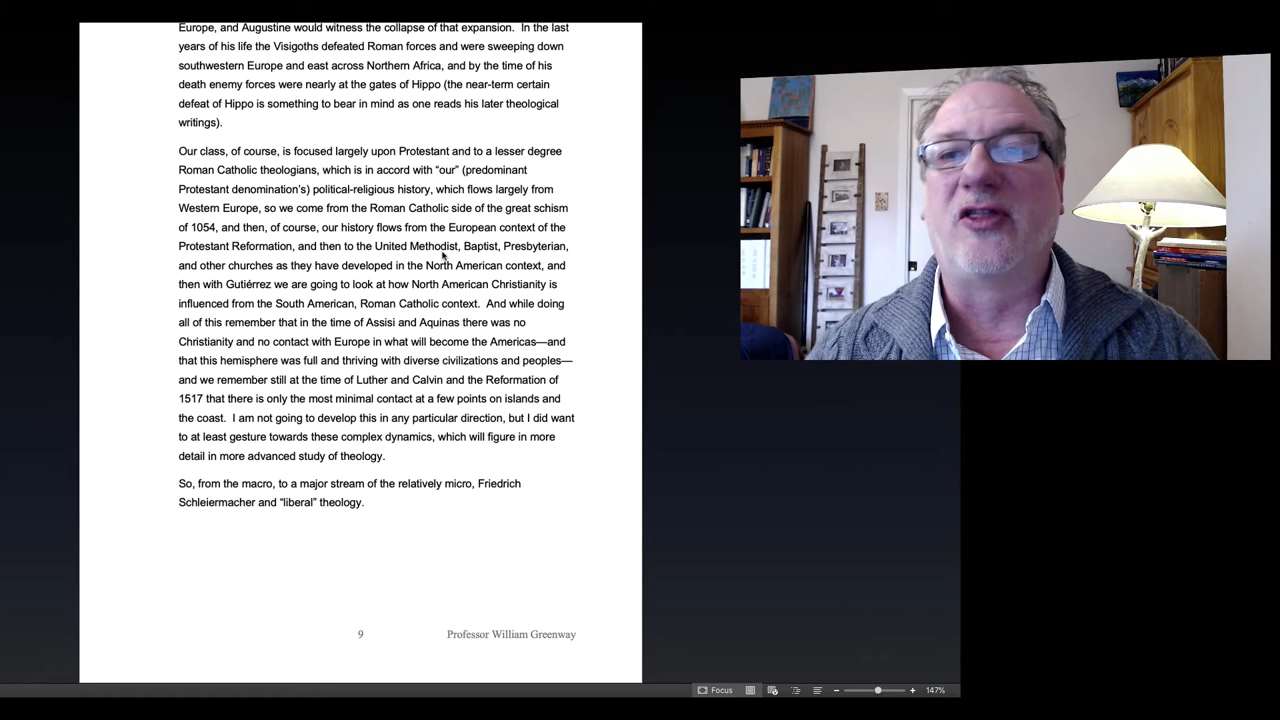 Europe, and Augustine would witness the collapse of that expansion.  In the last
years of his life the Visigoths defeated Roman forces and were sweeping down
southwestern Europe and east across Northern Africa, and by the time of his
death enemy forces were nearly at the gates of Hippo (the near-term certain
defeat of Hippo is something to bear in mind as one reads his later theological
writings).
Our class, of course, is focused largely upon Protestant and to a lesser degree
Roman Catholic theologians, which is in accord with “our” (predominant
Protestant denomination’s) political-religious history, which flows largely from
Western Europe, so we come from the Roman Catholic side of the great schism
of 1054, and then, of course, our history flows from the European context of the
Protestant Reformation, and then to the United Methodist, Baptist, Presbyterian,
and other churches as they have developed in the North American context, and
then with Gutiérrez we are going to look at how North American Christianity is
influenced from the South American, Roman Catholic context.  And while doing
all of this remember that in the time of Assisi and Aquinas there was no
Christianity and no contact with Europe in what will become the Americas—and
that this hemisphere was full and thriving with diverse civilizations and peoples—
and we remember still at the time of Luther and Calvin and the Reformation of
1517 that there is only the most minimal contact at a few points on islands and
the coast.  I am not going to develop this in any particular direction, but I did want
to at least gesture towards these complex dynamics, which will figure in more
detail in more advanced study of theology.
So, from the macro, to a major stream of the relatively micro, Friedrich
Schleiermacher and “liberal” theology.
9 Professor William Greenway
Focus 147%